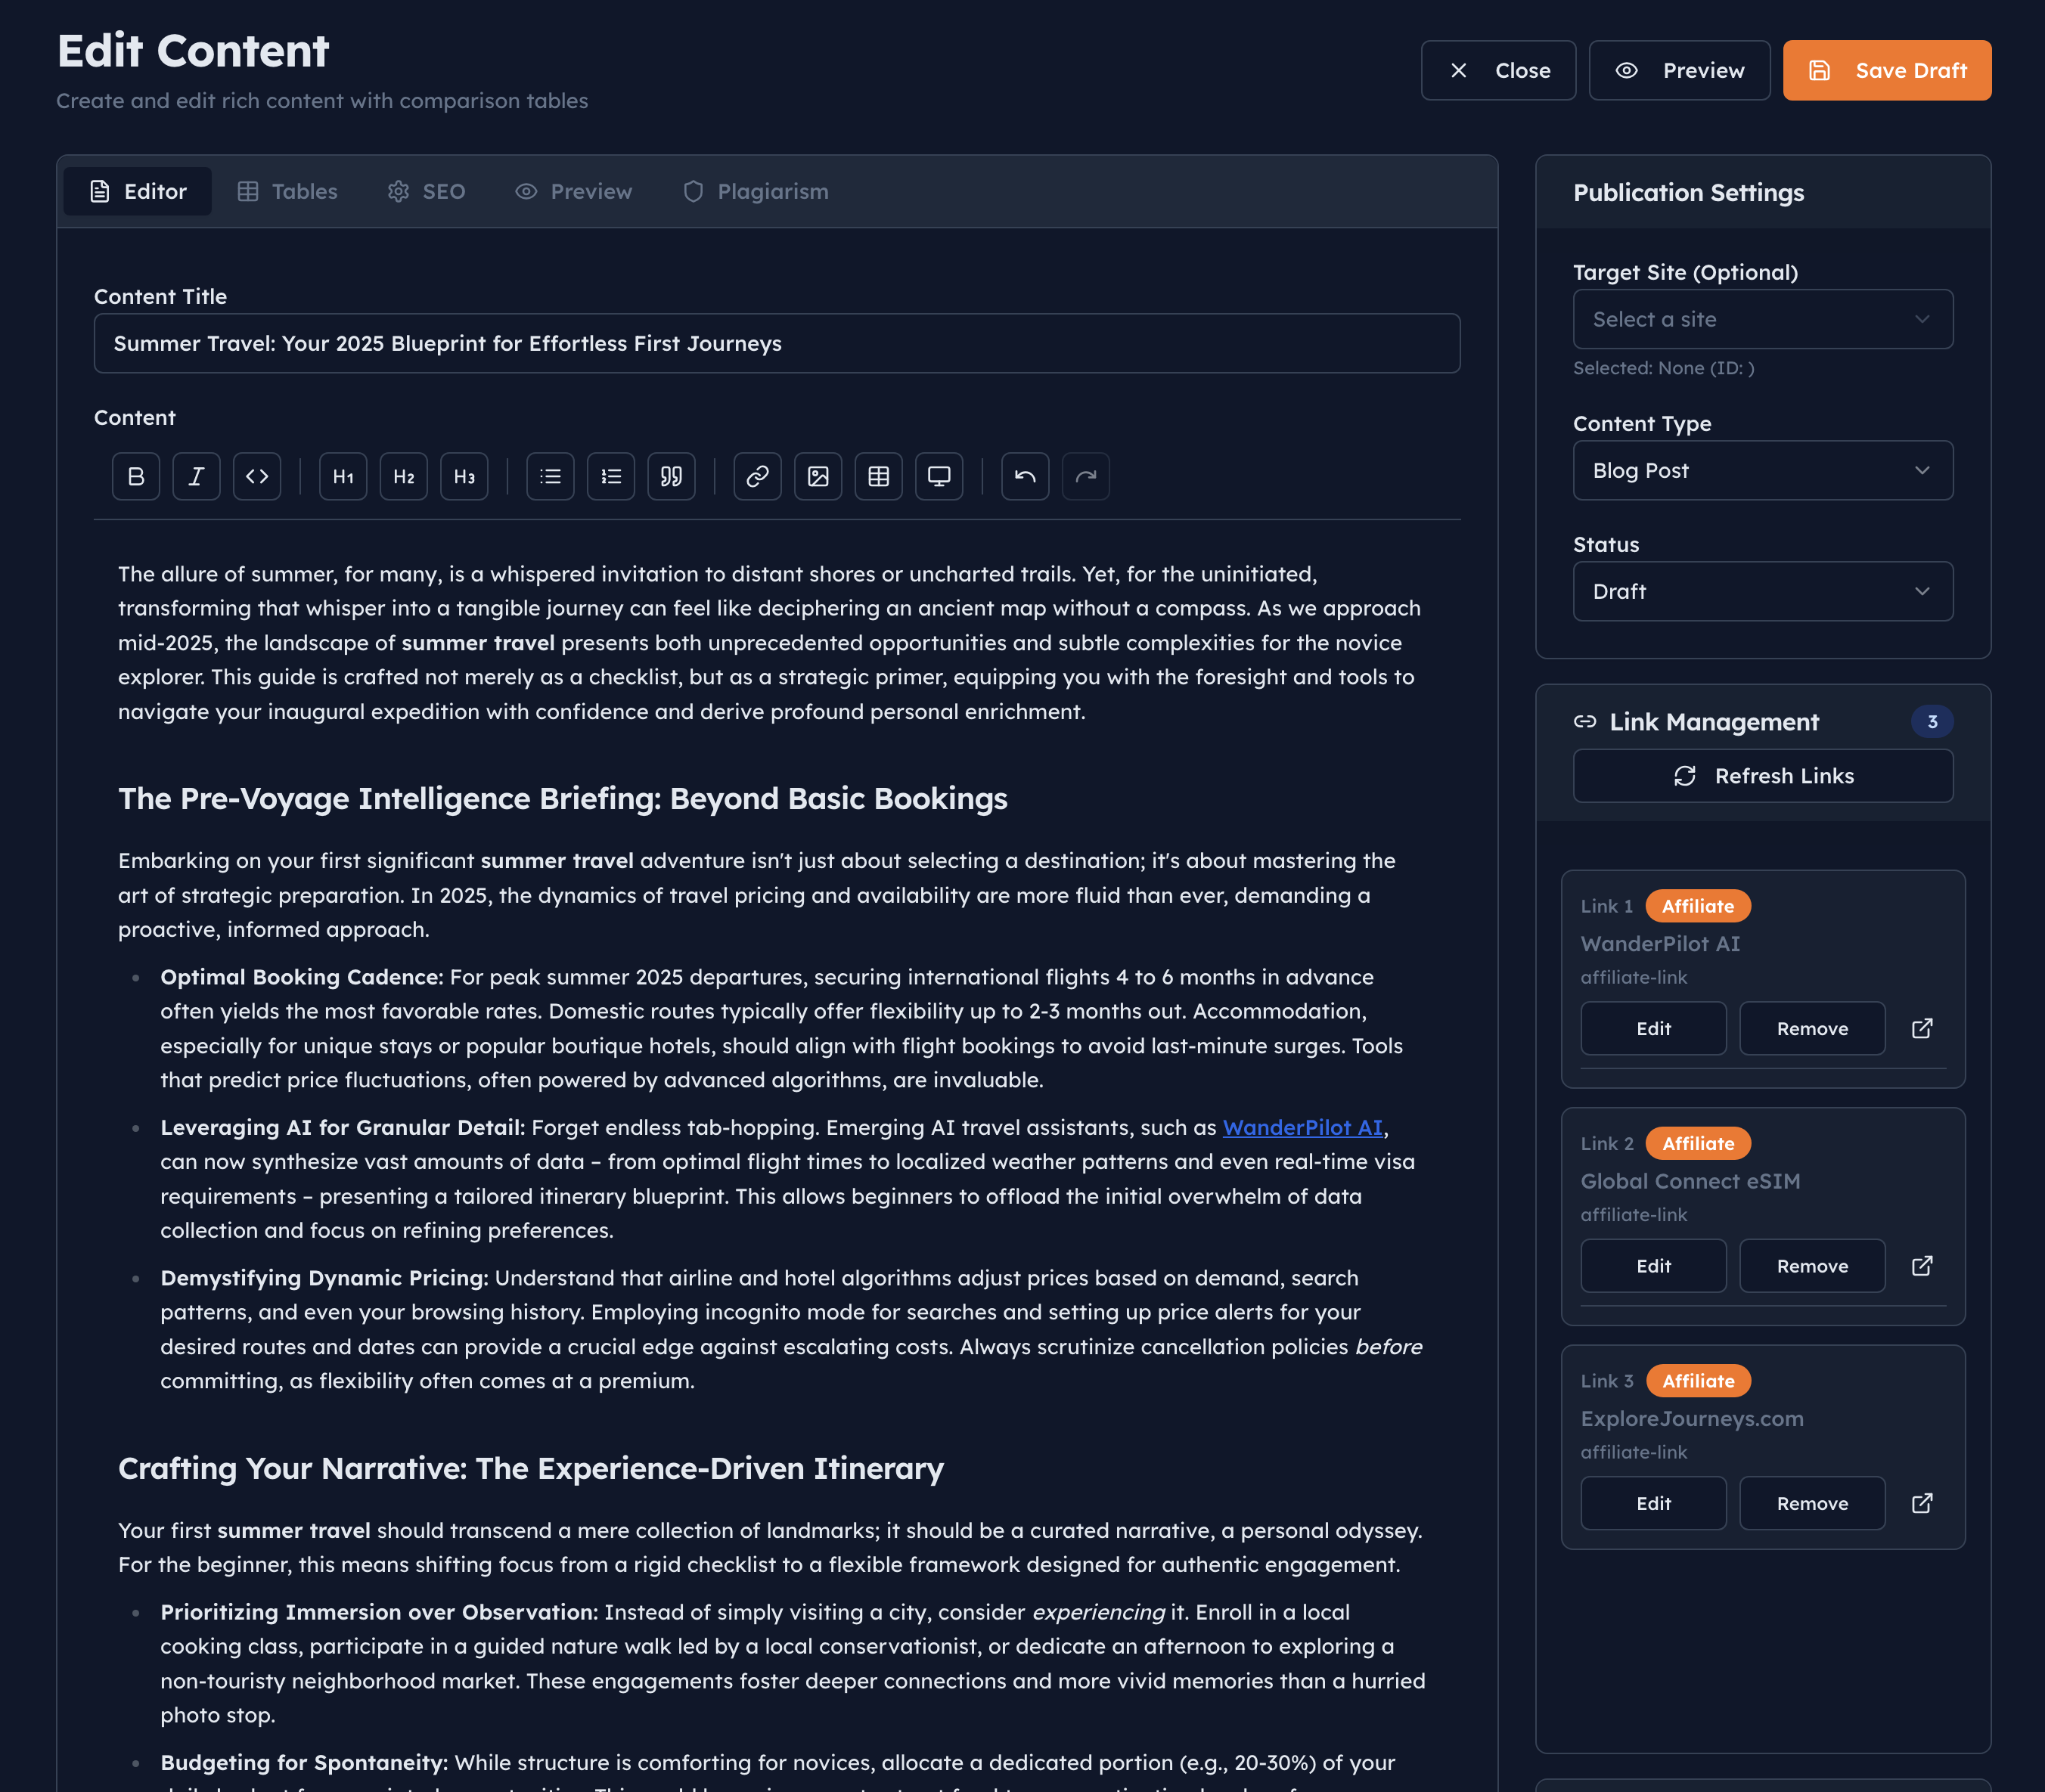 Edit Content
Create and edit rich content with comparison tables
Close
Preview
Save Draft
Editor
Tables
SEO
Preview
Plagiarism
Content Title
Summer Travel: Your 2025 Blueprint for Effortless First Journeys
Content
B I <> H1 H2 H3
The allure of summer, for many, is a whispered invitation to distant shores or uncharted trails. Yet, for the uninitiated,
transforming that whisper into a tangible journey can feel like deciphering an ancient map without a compass. As we approach
mid-2025, the landscape of summer travel presents both unprecedented opportunities and subtle complexities for the novice
explorer. This guide is crafted not merely as a checklist, but as a strategic primer, equipping you with the foresight and tools to
navigate your inaugural expedition with confidence and derive profound personal enrichment.
The Pre-Voyage Intelligence Briefing: Beyond Basic Bookings
Embarking on your first significant summer travel adventure isn't just about selecting a destination; it's about mastering the
art of strategic preparation. In 2025, the dynamics of travel pricing and availability are more fluid than ever, demanding a
proactive, informed approach.
• Optimal Booking Cadence: For peak summer 2025 departures, securing international flights 4 to 6 months in advance
often yields the most favorable rates. Domestic routes typically offer flexibility up to 2-3 months out. Accommodation,
especially for unique stays or popular boutique hotels, should align with flight bookings to avoid last-minute surges. Tools
that predict price fluctuations, often powered by advanced algorithms, are invaluable.
• Leveraging AI for Granular Detail: Forget endless tab-hopping. Emerging AI travel assistants, such as WanderPilot AI,
can now synthesize vast amounts of data – from optimal flight times to localized weather patterns and even real-time visa
requirements – presenting a tailored itinerary blueprint. This allows beginners to offload the initial overwhelm of data
collection and focus on refining preferences.
• Demystifying Dynamic Pricing: Understand that airline and hotel algorithms adjust prices based on demand, search
patterns, and even your browsing history. Employing incognito mode for searches and setting up price alerts for your
desired routes and dates can provide a crucial edge against escalating costs. Always scrutinize cancellation policies before
committing, as flexibility often comes at a premium.
Crafting Your Narrative: The Experience-Driven Itinerary
Your first summer travel should transcend a mere collection of landmarks; it should be a curated narrative, a personal odyssey.
For the beginner, this means shifting focus from a rigid checklist to a flexible framework designed for authentic engagement.
• Prioritizing Immersion over Observation: Instead of simply visiting a city, consider experiencing it. Enroll in a local
cooking class, participate in a guided nature walk led by a local conservationist, or dedicate an afternoon to exploring a
non-touristy neighborhood market. These engagements foster deeper connections and more vivid memories than a hurried
photo stop.
• Budgeting for Spontaneity: While structure is comforting for novices, allocate a dedicated portion (e.g., 20-30%) of your
Publication Settings
Target Site (Optional)
Select a site
Selected: None (ID: )
Content Type
Blog Post
Status
Draft
Link Management
3
Refresh Links
Link 1 Affiliate
WanderPilot AI
affiliate-link
Edit
Remove
Link 2 Affiliate
Global Connect eSIM
affiliate-link
Edit
Remove
Link 3 Affiliate
ExploreJourneys.com
affiliate-link
Edit
Remove